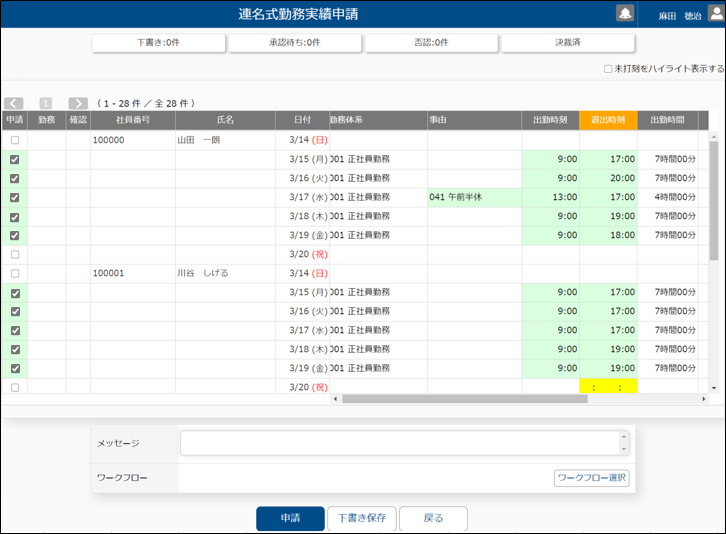 連名式勤務実績申請
麻田　徳治
下書き:0件 承認待ち:0件 否認:0件 決裁済
未打刻をハイライト表示する
1 （ 1 - 28 件 ／ 全 28 件 ）
申請 勤務 確認 社員番号 氏名 日付 勤務体系 事由 出勤時刻 退出時刻 出勤時間
100000 山田　一朗 3/14 (日)
3/15 (月) 001 正社員勤務 9:00 17:00 7時間00分
3/16 (火) 001 正社員勤務 9:00 20:00 7時間00分
3/17 (水) 001 正社員勤務 041 午前半休 13:00 17:00 4時間00分
3/18 (木) 001 正社員勤務 9:00 19:00 7時間00分
3/19 (金) 001 正社員勤務 9:00 18:00 7時間00分
3/20 (祝)
100001 川谷　しげる 3/14 (日)
3/15 (月) 001 正社員勤務 9:00 17:00 7時間00分
3/16 (火) 001 正社員勤務 9:00 17:00 7時間00分
3/17 (水) 001 正社員勤務 9:00 17:00 7時間00分
3/18 (木) 001 正社員勤務 9:00 19:00 7時間00分
3/19 (金) 001 正社員勤務 9:00 19:00 7時間00分
3/20 (祝) : :
メッセージ
ワークフロー ワークフロー選択
申請 下書き保存 戻る